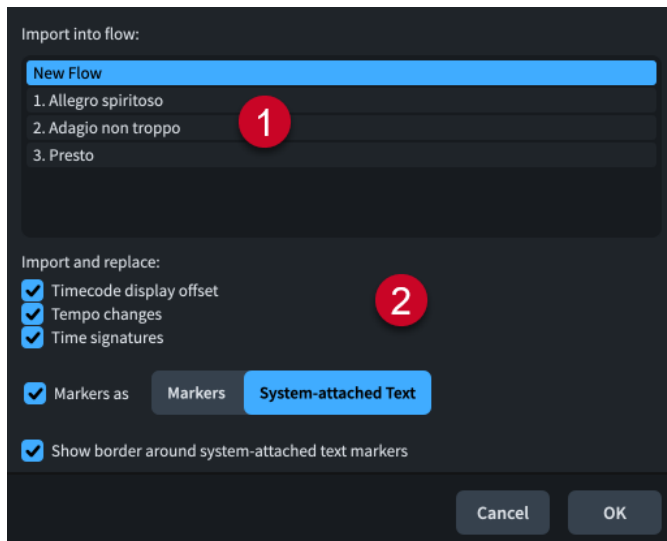 Import into flow:
New Flow
1. Allegro spiritoso
2. Adagio non troppo
1
3. Presto
Import and replace:
Timecode display offset
Tempo changes
2
Time signatures
Markers as Markers System-attached Text
Show border around system-attached text markers
Cancel OK